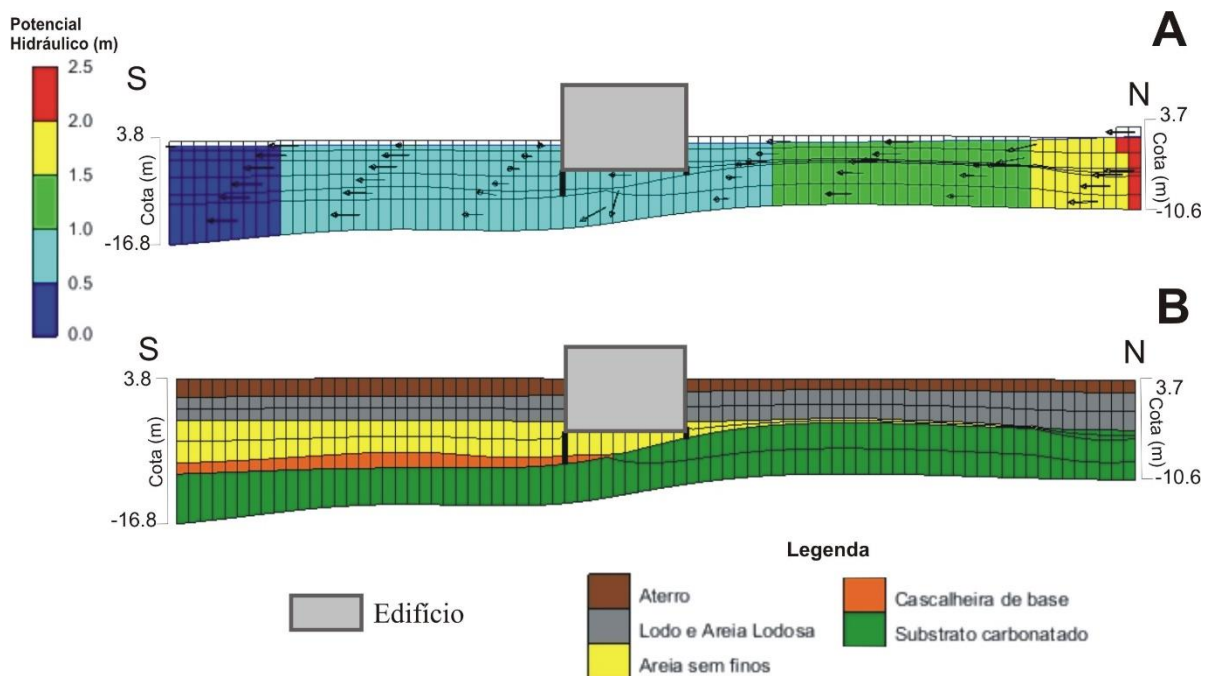 Potencial
Hidráulico (m)
A
2.5
2.0
1.5
1.0
0.5
0.0
S
N
3.8
Cota (m)
-16.8
3.7
Cota (m)
-10.6
B
S
N
3.8
Cota (m)
-16.8
3.7
Cota (m)
-10.6
Legenda
Edifício
Aterro
Lodo e Areia Lodosa
Areia sem finos
Cascalheira de base
Substrato carbonatado